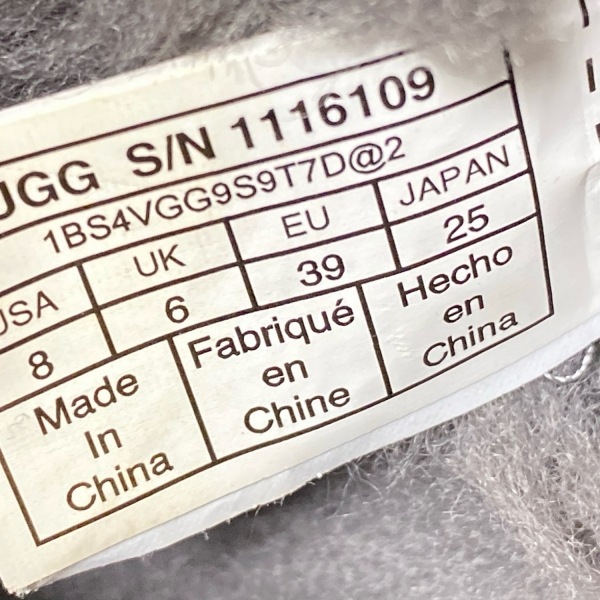 UGG S/N 1116109
1BS4VGG9S9T7D@2
USA UK EU JAPAN
8 6 39 25
Made Fabriqué Hecho
In en en
China Chine China